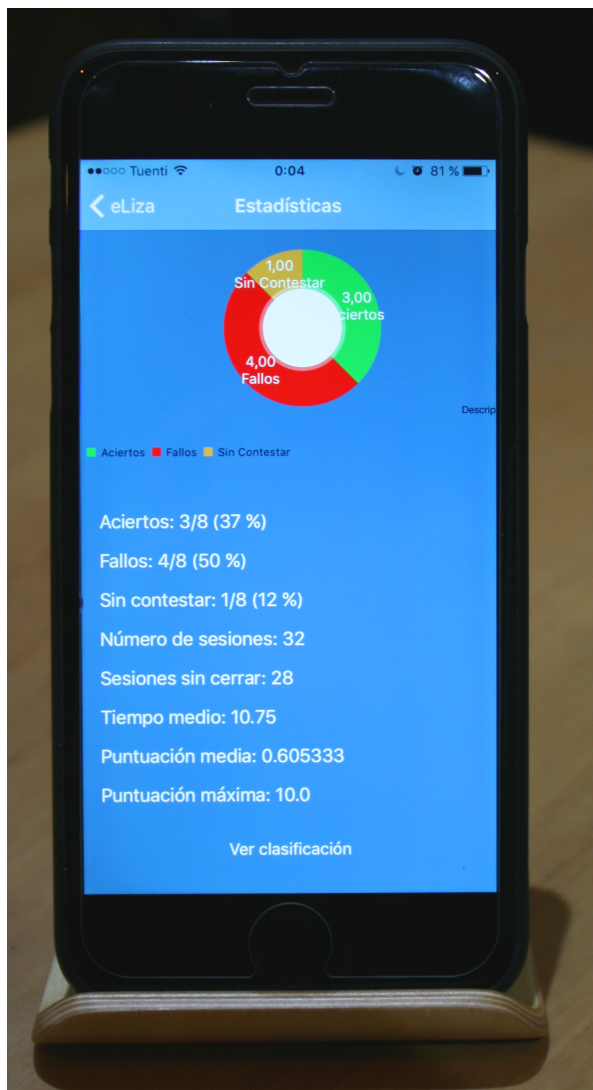 Tuenti 0:04 81 %
eLiza Estadísticas
1,00
Sin Contestar
3,00
ciertos
4,00
Fallos
Descrip
Aciertos Fallos Sin Contestar
Aciertos: 3/8 (37 %)
Fallos: 4/8 (50 %)
Sin contestar: 1/8 (12 %)
Número de sesiones: 32
Sesiones sin cerrar: 28
Tiempo medio: 10.75
Puntuación media: 0.605333
Puntuación máxima: 10.0
Ver clasificación